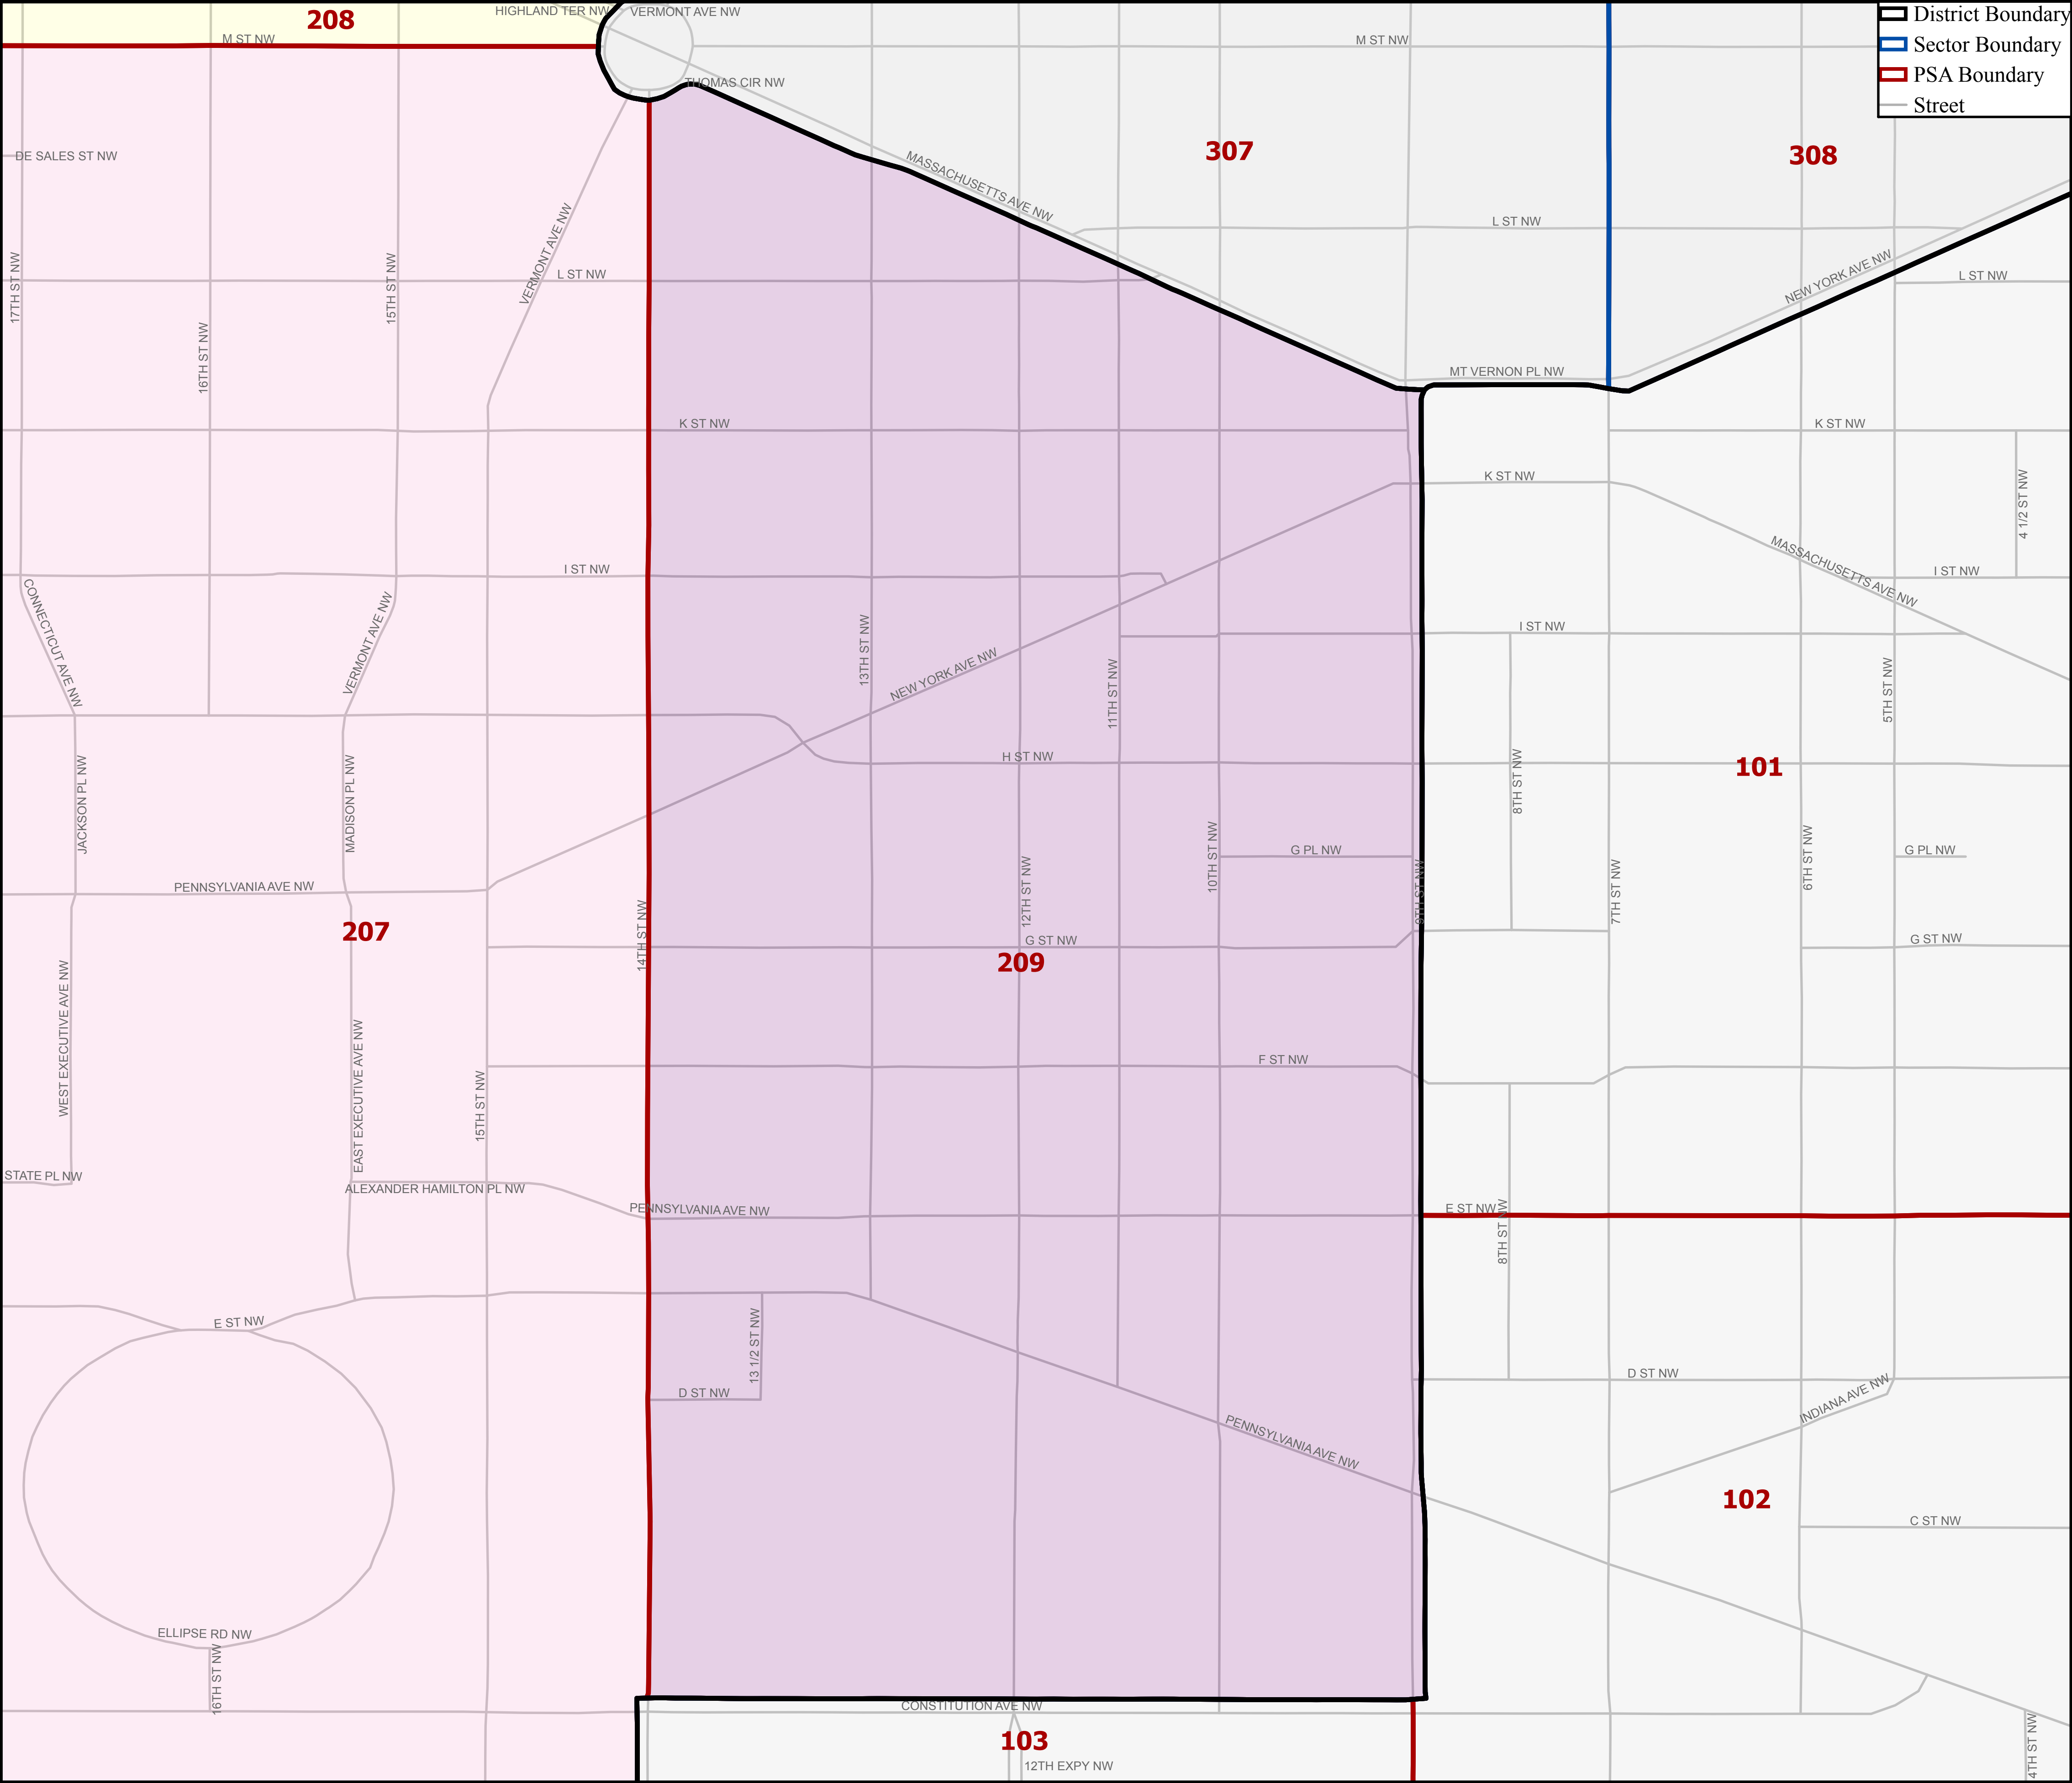 208
HIGHLAND TER NW
VERMONT AVE NW
District Boundary
M ST NW
M ST NW
Sector Boundary
PSA Boundary
THOMAS CIR NW
Street
DE SALES ST NW
MASSACHUSETTS AVE NW
307
308
L ST NW
VERMONT AVE NW
17TH ST NW
15TH ST NW
L ST NW
NEW YORK AVE NW
L ST NW
16TH ST NW
MT VERNON PL NW
K ST NW
K ST NW
K ST NW
4 1/2 ST NW
I ST NW
MASSACHUSETTS AVE NW
I ST NW
CONNECTICUT AVE NW
VERMONT AVE NW
13TH ST NW
NEW YORK AVE NW
11TH ST NW
I ST NW
5TH ST NW
H ST NW
101
JACKSON PL NW
MADISON PL NW
8TH ST NW
G PL NW
G PL NW
10TH ST NW
12TH ST NW
9TH ST NW
7TH ST NW
6TH ST NW
PENNSYLVANIA AVE NW
207
14TH ST NW
G ST NW
G ST NW
209
WEST EXECUTIVE AVE NW
EAST EXECUTIVE AVE NW
15TH ST NW
F ST NW
STATE PL NW
ALEXANDER HAMILTON PL NW
PENNSYLVANIA AVE NW
E ST NW
8TH ST NW
E ST NW
13 1/2 ST NW
D ST NW
D ST NW
INDIANA AVE NW
PENNSYLVANIA AVE NW
102
C ST NW
ELLIPSE RD NW
16TH ST NW
CONSTITUTION AVE NW
103
12TH EXPY NW
4TH ST NW